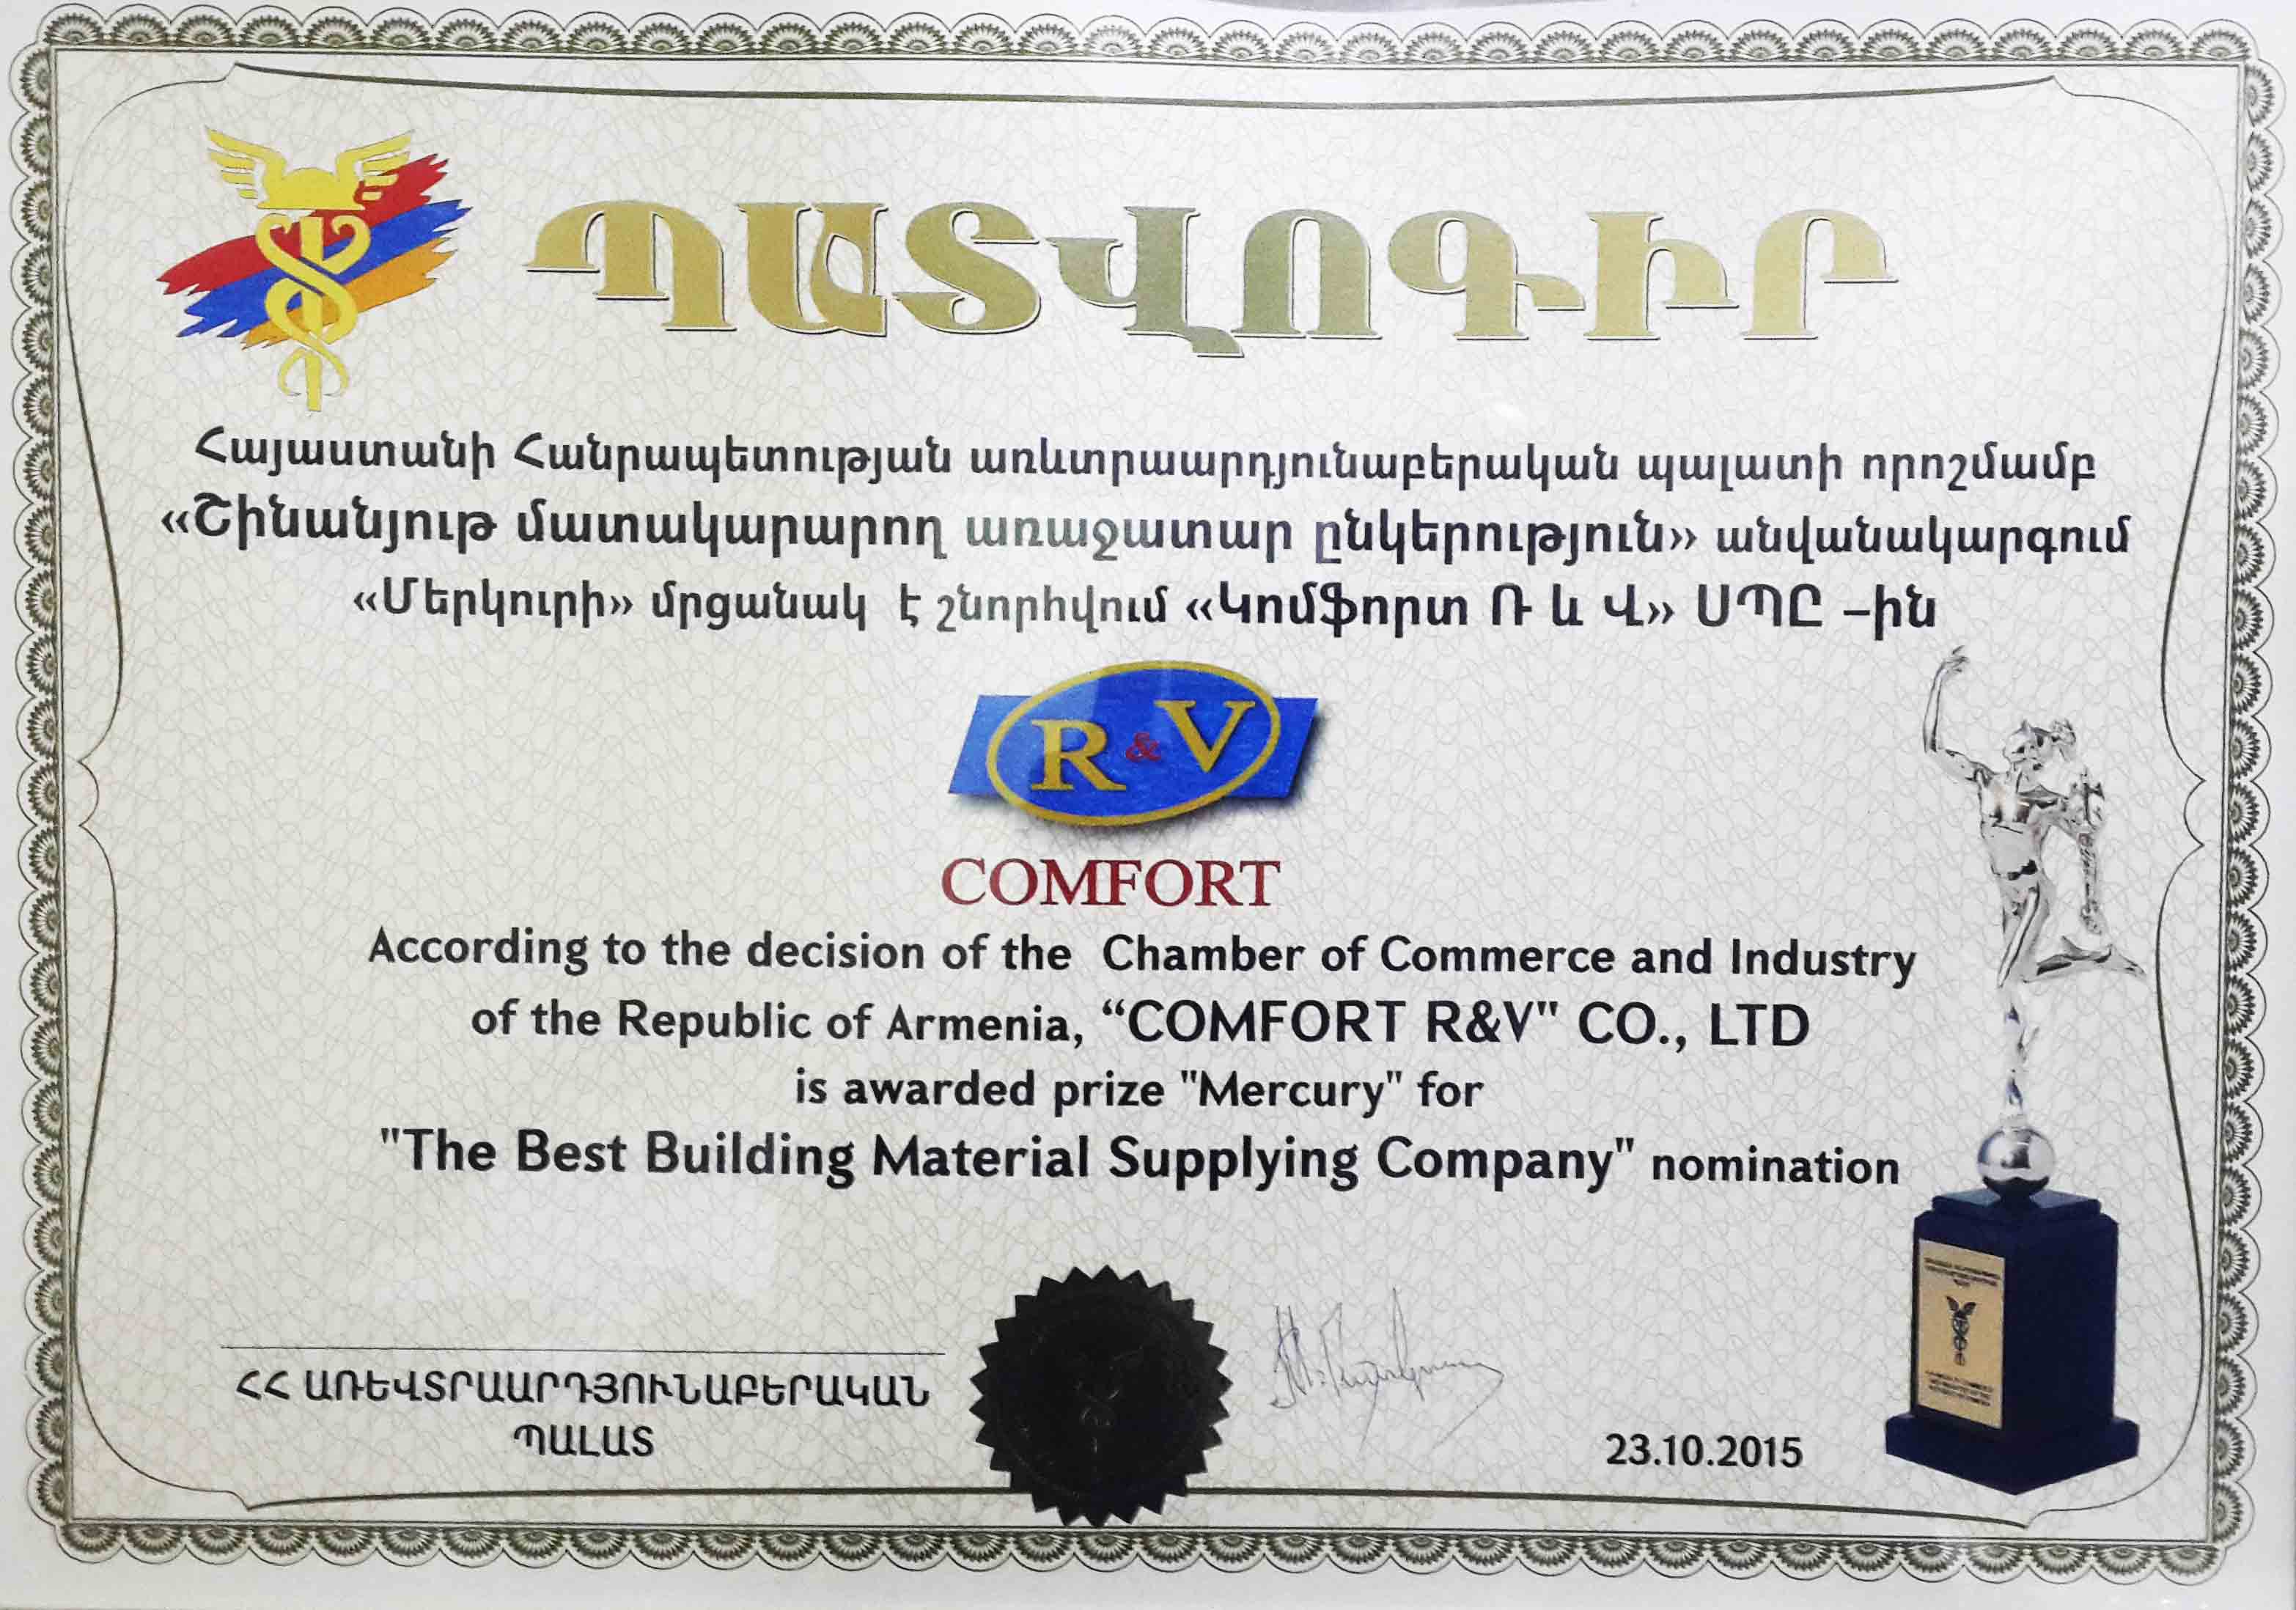 ՊԱՏՎՈԳԻՐ
Հայաստանի Հանրապետության առևտրաարդյունաբերական պալատի որոշմամբ
«Շինանյութ մատակարարող առաջատար ընկերություն» անվանակարգում
«Մերկուրի» մրցանակ է շնորհվում «Կոմֆորտ Ռ և Վ» ՍՊԸ –ին
R&V
COMFORT
According to the decision of the Chamber of Commerce and Industry
of the Republic of Armenia, “COMFORT R&V" CO., LTD
is awarded prize "Mercury" for
"The Best Building Material Supplying Company" nomination
ՀՀ ԱՌԵՎՏՐԱԱՐԴՅՈՒՆԱԲԵՐԱԿԱՆ
ՊԱԼԱՏ
23.10.2015